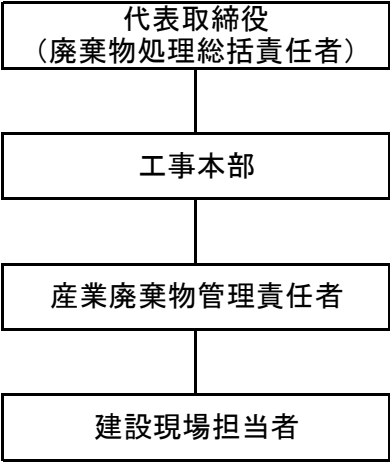 代表取締役
（廃棄物処理総括責任者）
工事本部
産業廃棄物管理責任者
建設現場担当者